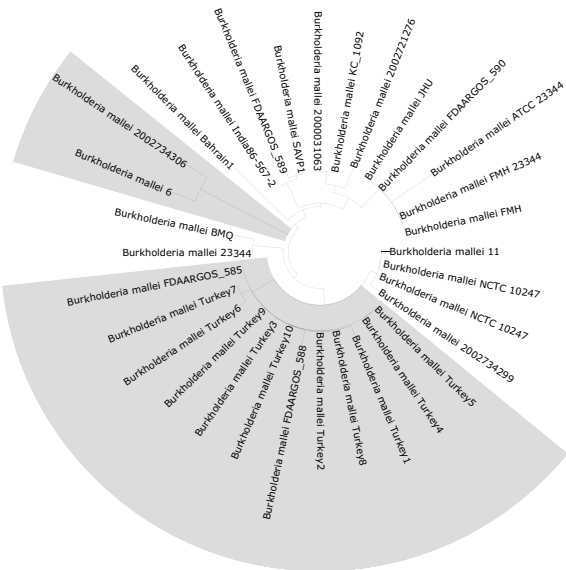 Burkholderia mallei 2002734306
Burkholderia mallei 6
Burkholderia mallei Bahrain1
Burkholderia mallei India86-567-2
Burkholderia mallei FDAARGOS_589
Burkholderia mallei SAVP1
Burkholderia mallei 2000031063
Burkholderia mallei KC_1092
Burkholderia mallei 2002721276
Burkholderia mallei JHU
Burkholderia mallei FDAARGOS_590
Burkholderia mallei ATCC 23344
Burkholderia mallei FMH 23344
Burkholderia mallei FMH
Burkholderia mallei 11
Burkholderia mallei NCTC 10247
Burkholderia mallei NCTC 10247
Burkholderia mallei 2002734299
Burkholderia mallei Turkey5
Burkholderia mallei Turkey4
Burkholderia mallei Turkey1
Burkholderia mallei Turkey8
Burkholderia mallei Turkey2
Burkholderia mallei FDAARGOS_588
Burkholderia mallei Turkey10
Burkholderia mallei Turkey3
Burkholderia mallei Turkey9
Burkholderia mallei Turkey6
Burkholderia mallei Turkey7
Burkholderia mallei FDAARGOS_585
Burkholderia mallei 23344
Burkholderia mallei BMQ